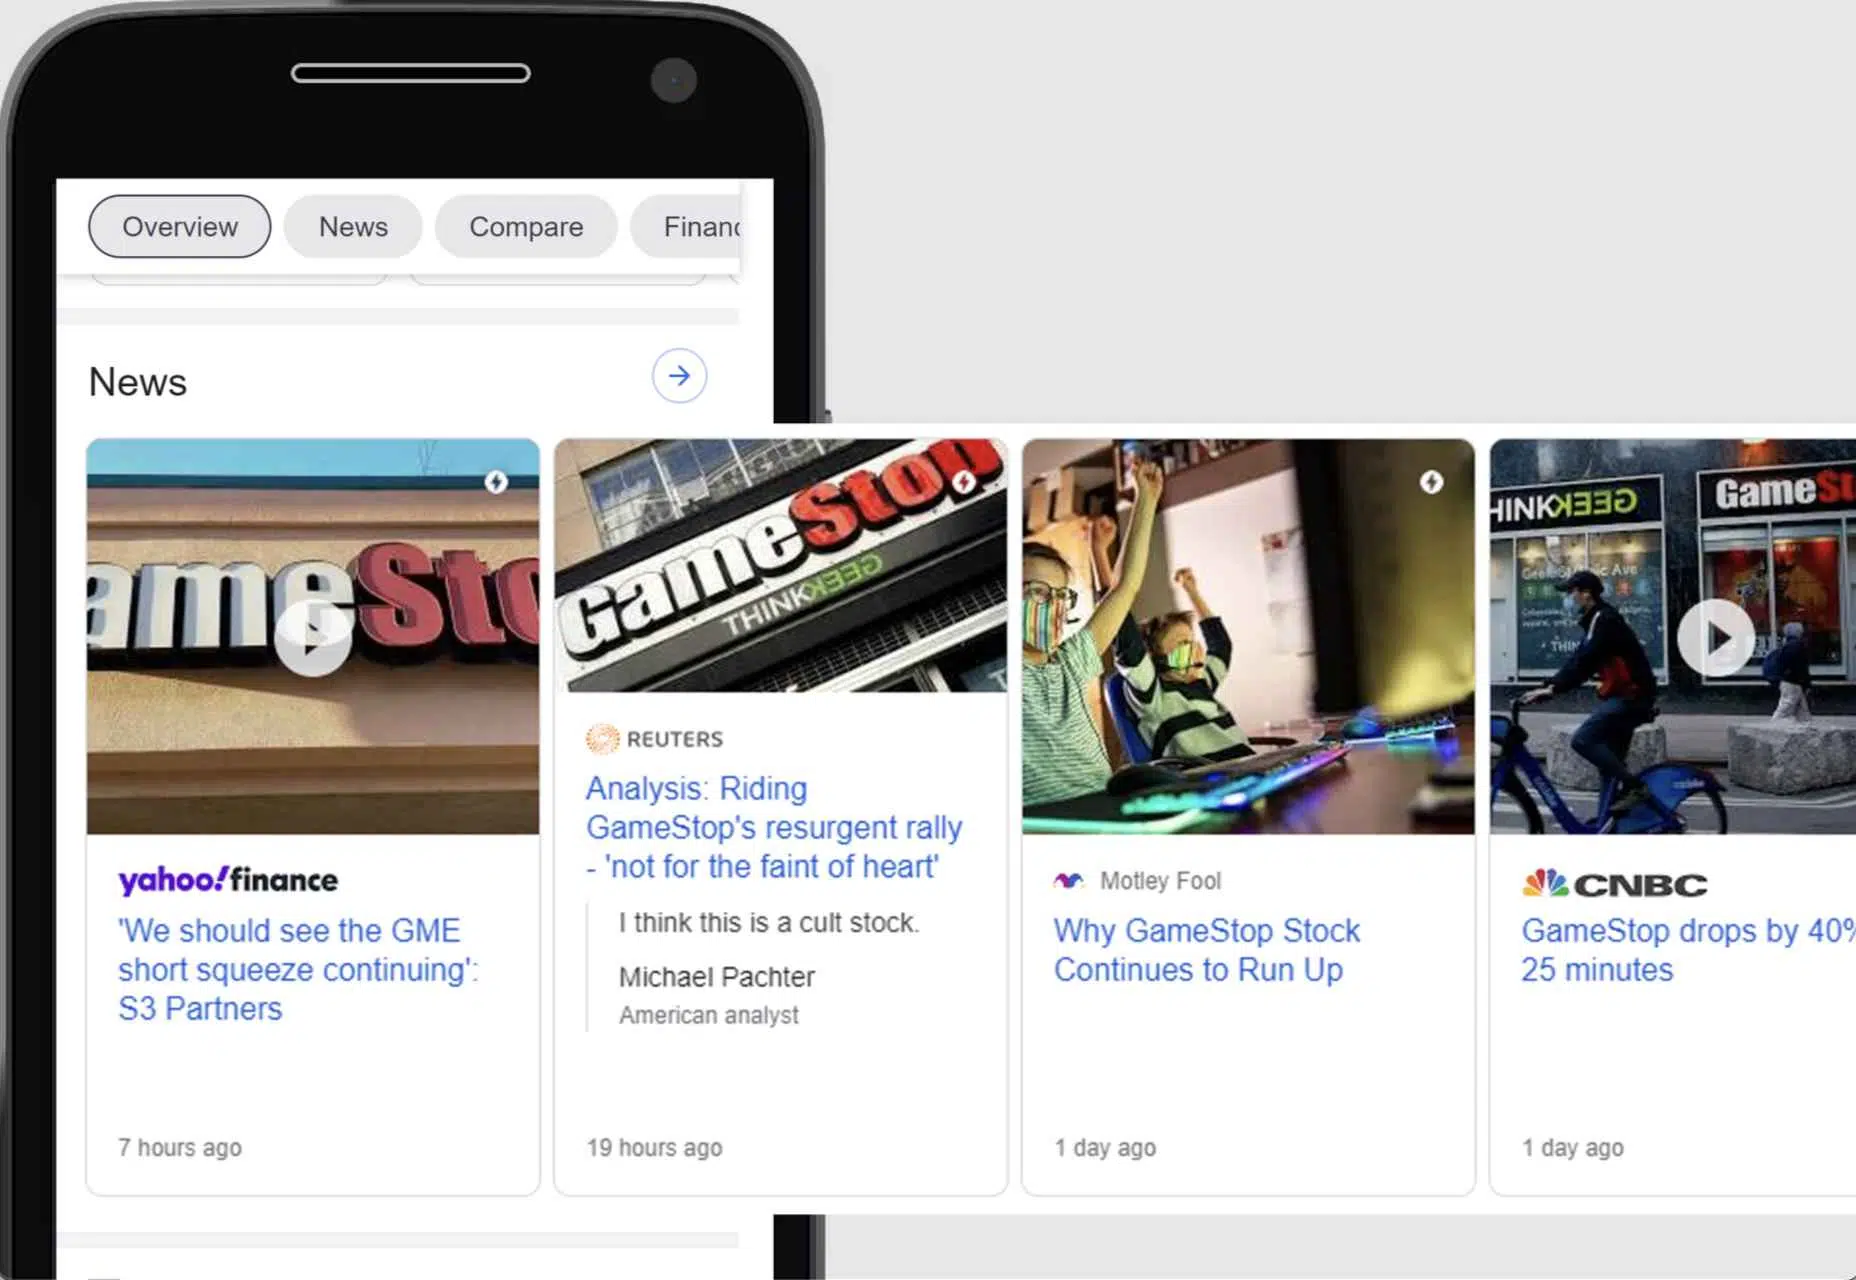 Overview
News
Compare
Financ
News
ameSto
GameStop
THINKGEEK
HINKGEEK
GameSt
yahoo!finance
'We should see the GME
short squeeze continuing':
S3 Partners
7 hours ago
REUTERS
Analysis: Riding
GameStop's resurgent rally
- 'not for the faint of heart'
I think this is a cult stock.
Michael Pachter
American analyst
19 hours ago
Motley Fool
Why GameStop Stock
Continues to Run Up
1 day ago
CNBC
GameStop drops by 40%
25 minutes
1 day ago